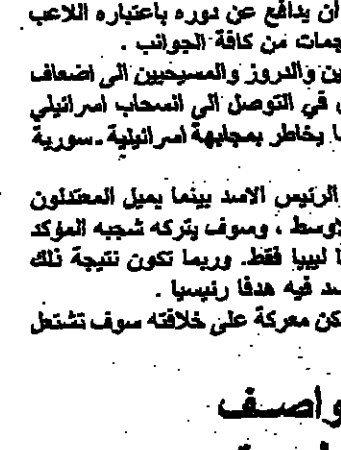 ان يدافع عن دوره باعتباره اللاعب
جمات من كافة الجوانب .
ين والدروز والمسيحيين الى اضعاف
ي في التوصل الى انسحاب اسرائيلي
ا يخاطر بمجابهة اسرائيلية ـ سورية
الرئيس الاسد بينما يميل المعتدلون
لاوسط ، وسوف يتركه شجبه المؤكد
ا ليبيا فقط. وربما تكون نتيجة ذلك
سد فيه هدفا رئيسيا .
كن معركة على خلافته سوف تشتعل
واصف